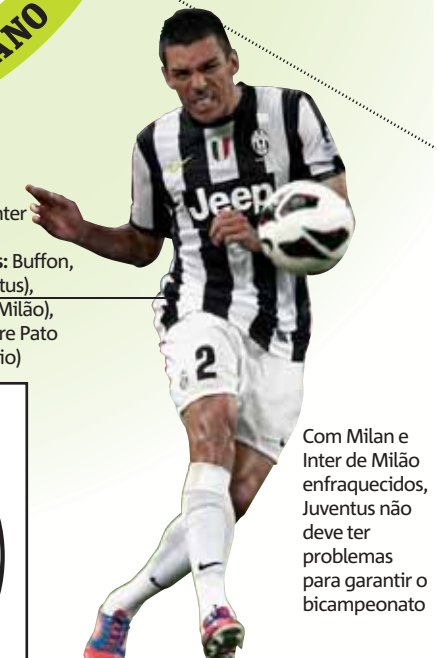 ANO
nter
s: Buffon,
tus),
Milão),
re Pato
io)
Jeep
2
Com Milan e
Inter de Milão
enfraquecidos,
Juventus não
deve ter
problemas
para garantir o
bicampeonato